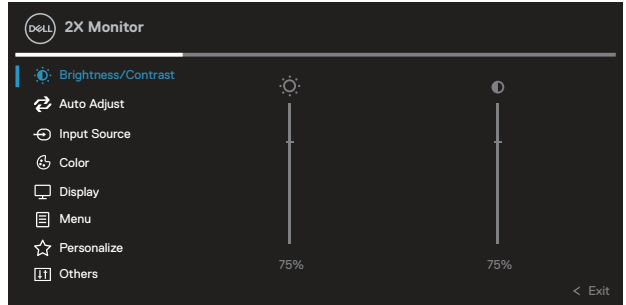 DELL 2X Monitor
Brightness/Contrast
Auto Adjust
Input Source
Color
Display
Menu
Personalize
Others
75% 75%
< Exit